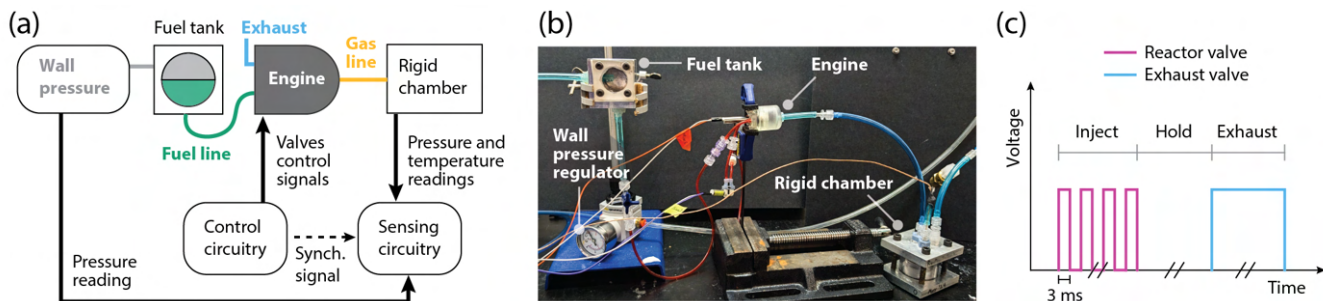 (a)
Fuel tank
Exhaust
Wall
pressure
Engine
Gas
line
Rigid
chamber
Fuel line
Valves
control
signals
Pressure and
temperature
readings
Control
circuitry
Synch.
signal
Sensing
circuitry
Pressure
reading
(b)
Fuel tank
Engine
Wall
pressure
regulator
Rigid chamber
(c)
Reactor valve
Exhaust valve
Voltage
Inject
Hold
Exhaust
3 ms
Time